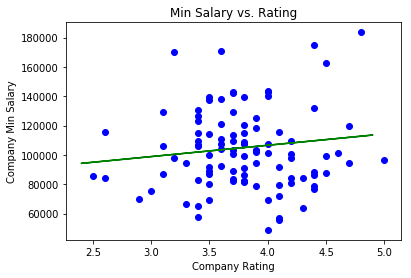 Min Salary vs. Rating
Company Min Salary
180000
160000
140000
120000
100000
80000
60000
2.5 3.0 3.5 4.0 4.5 5.0
Company Rating